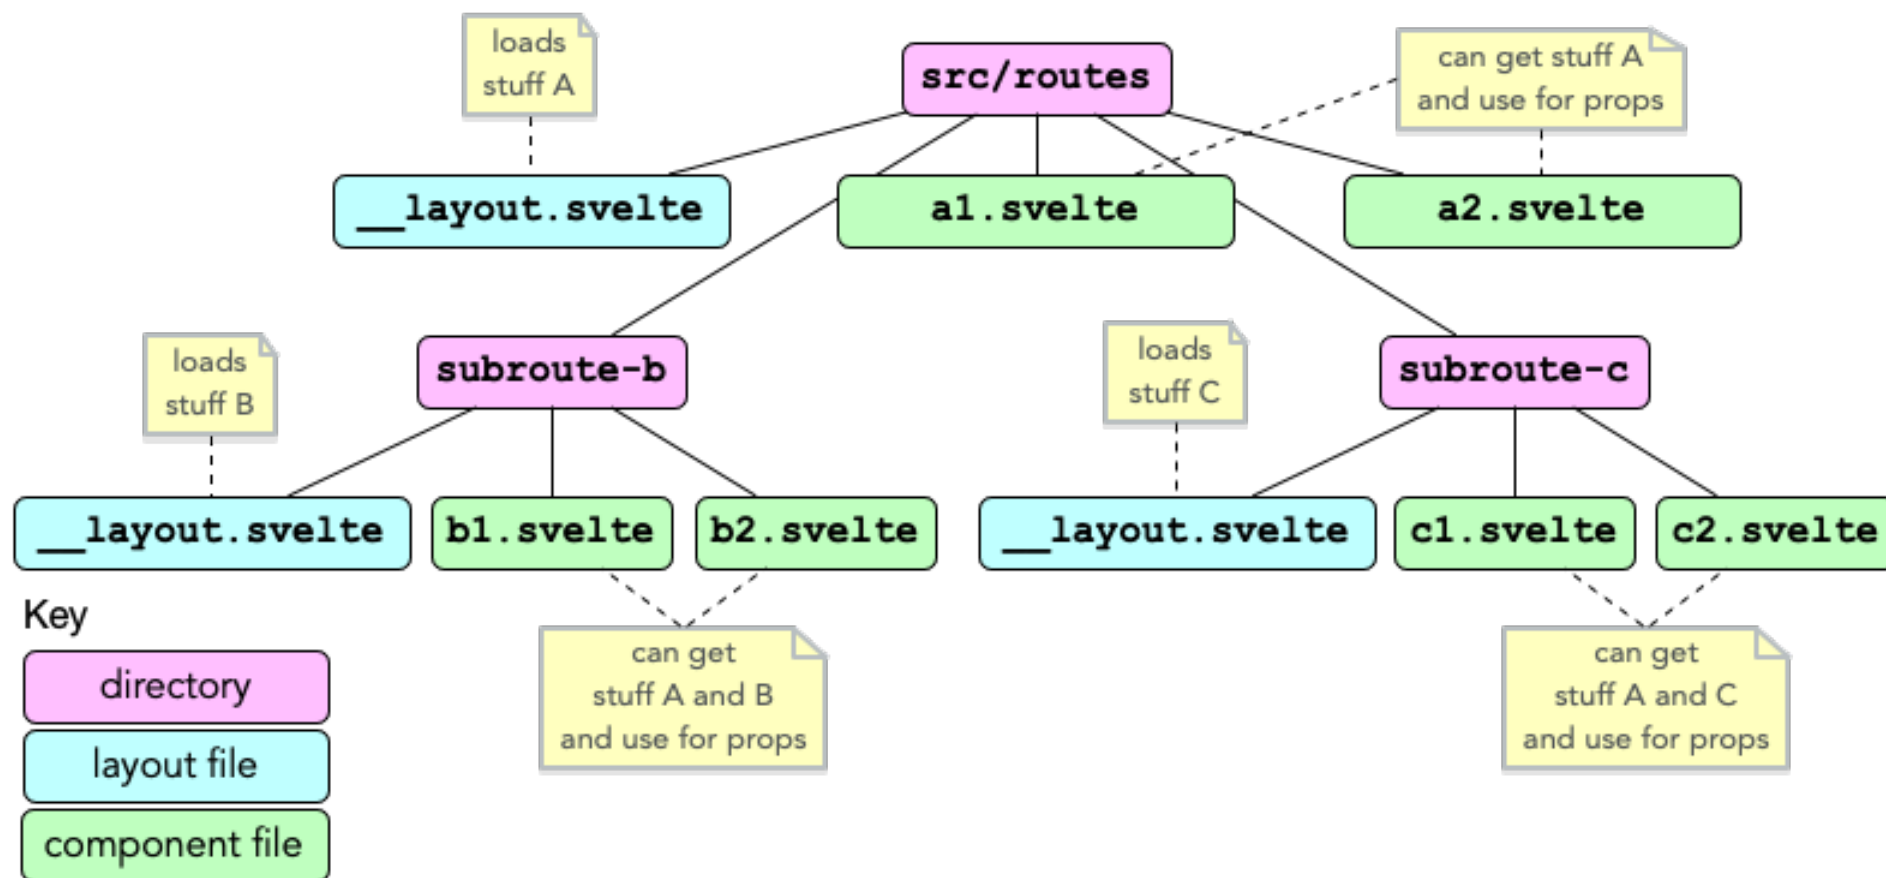 loads
stuff A
src/routes
can get stuff A
and use for props
__layout.svelte
a1.svelte
a2.svelte
loads
stuff B
subroute-b
loads
stuff C
subroute-c
__layout.svelte
b1.svelte
b2.svelte
__layout.svelte
c1.svelte
c2.svelte
Key
directory
layout file
component file
can get
stuff A and B
and use for props
can get
stuff A and C
and use for props